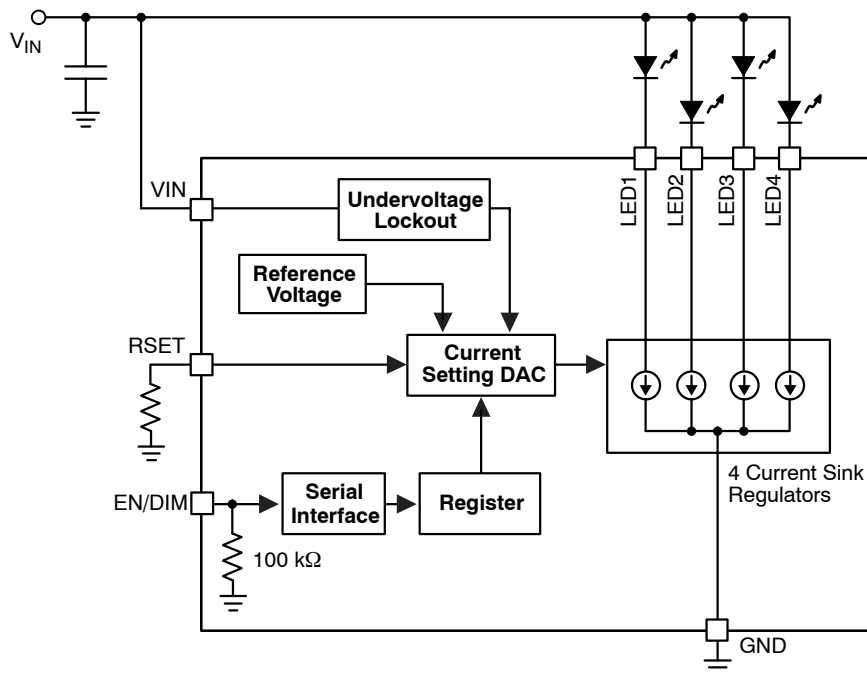 VIN
VIN
Undervoltage
Lockout
LED1
LED2
LED3
LED4
Reference
Voltage
RSET
Current
Setting DAC
4 Current Sink
Regulators
EN/DIM
Serial
Interface
Register
100 kΩ
GND